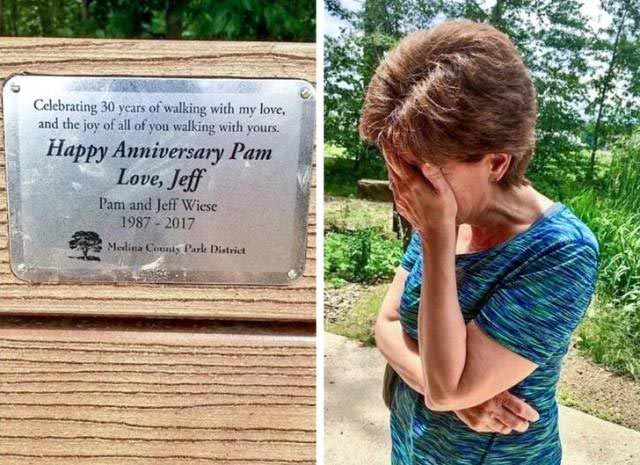 Celebrating 30 years of walking with my love,
and the joy of all of you walking with yours.
Happy Anniversary Pam
Love, Jeff
Pam and Jeff Wiese
1987 - 2017
Medina County Park District